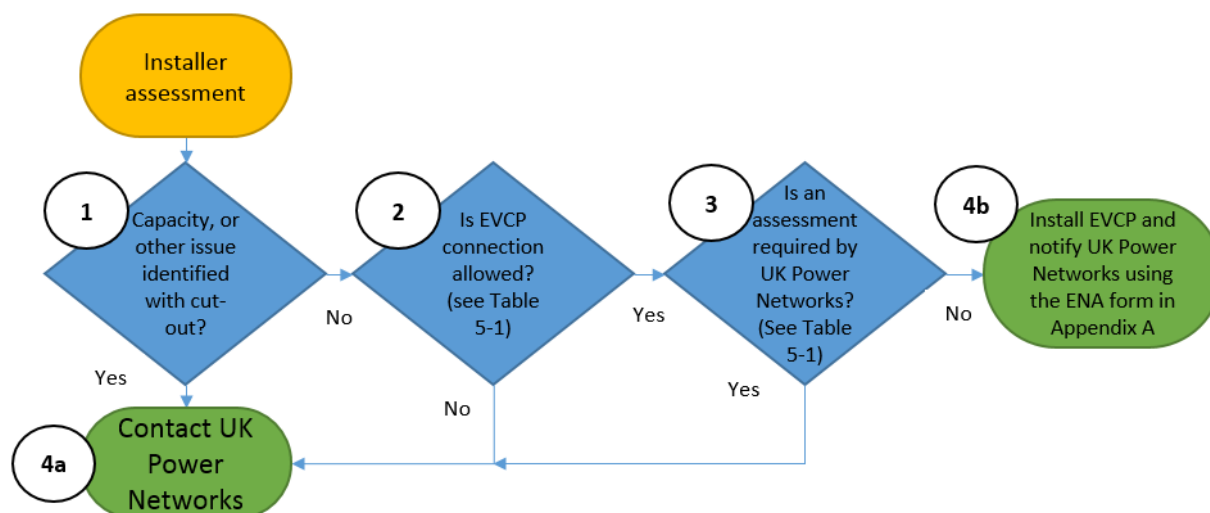 Installer
assessment
1
Capacity, or
other issue
identified
with cut-
out?
2
Is EVCP
connection
allowed?
(see Table
5-1)
3
Is an
assessment
required by
UK Power
Networks?
(See Table
5-1)
4b
Install EVCP and
notify UK Power
Networks using
the ENA form in
Appendix A
No
Yes
No
Yes
No
Yes
4a
Contact UK
Power
Networks